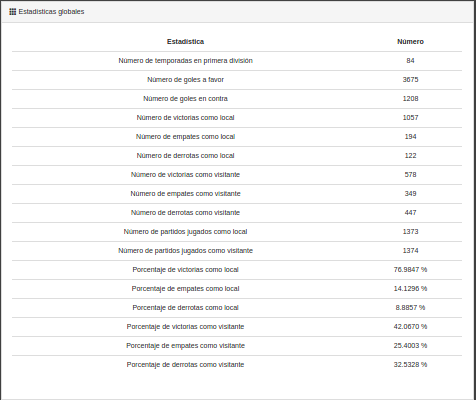 Estadísticas globales
Estadística Número
Número de temporadas en primera división 84
Número de goles a favor 3675
Número de goles en contra 1208
Número de victorias como local 1057
Número de empates como local 194
Número de derrotas como local 122
Número de victorias como visitante 578
Número de empates como visitante 349
Número de derrotas como visitante 447
Número de partidos jugados como local 1373
Número de partidos jugados como visitante 1374
Porcentaje de victorias como local 76.9847 %
Porcentaje de empates como local 14.1296 %
Porcentaje de derrotas como local 8.8857 %
Porcentaje de victorias como visitante 42.0670 %
Porcentaje de empates como visitante 25.4003 %
Porcentaje de derrotas como visitante 32.5328 %